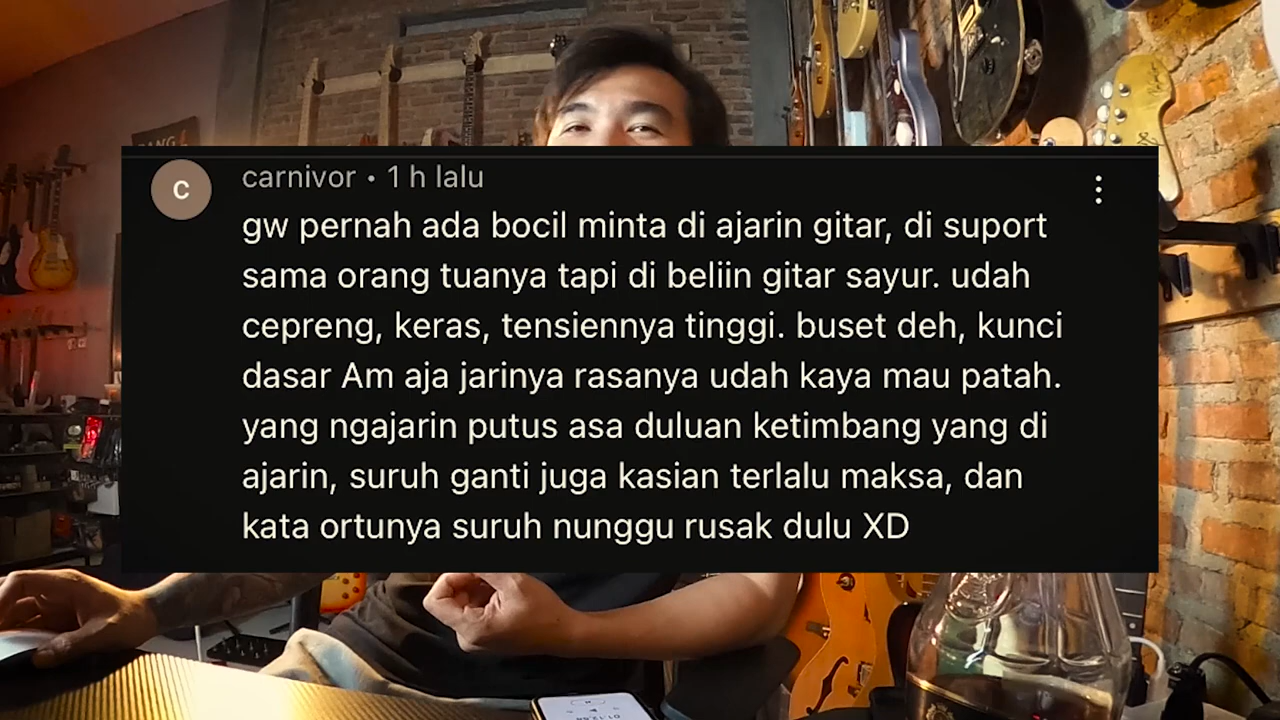 C
carnivor • 1 h lalu
gw pernah ada bocil minta di ajarin gitar, di suport
sama orang tuanya tapi di beliin gitar sayur. udah
cepreng, keras, tensiennya tinggi. buset deh, kunci
dasar Am aja jarinya rasanya udah kaya mau patah.
yang ngajarin putus asa duluan ketimbang yang di
ajarin, suruh ganti juga kasian terlalu maksa, dan
kata ortunya suruh nunggu rusak dulu XD